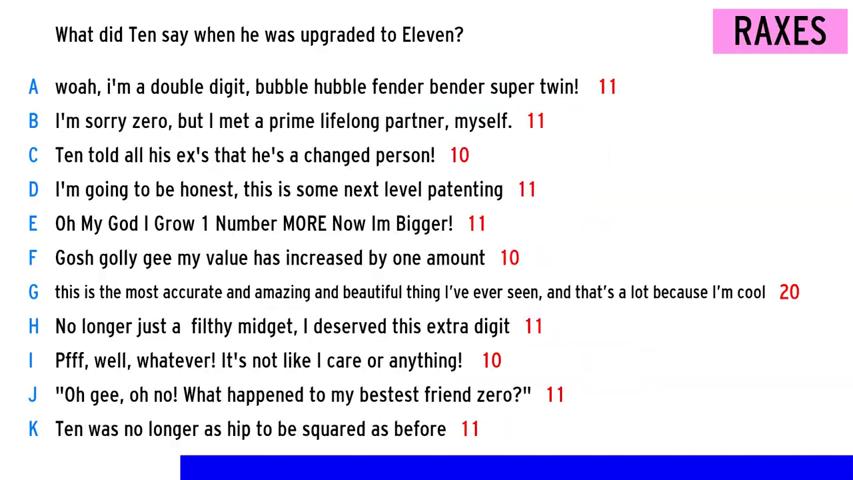 What did Ten say when he was upgraded to Eleven?
RAXES
A woah, i'm a double digit, bubble hubble fender bender super twin! 11
B I'm sorry zero, but I met a prime lifelong partner, myself. 11
C Ten told all his ex's that he's a changed person! 10
D I'm going to be honest, this is some next level patenting 11
E Oh My God I Grow 1 Number MORE Now Im Bigger! 11
F Gosh golly gee my value has increased by one amount 10
G this is the most accurate and amazing and beautiful thing I've ever seen, and that's a lot because I'm cool 20
H No longer just a filthy midget, I deserved this extra digit 11
I Pfff, well, whatever! It's not like I care or anything! 10
J "Oh gee, oh no! What happened to my bestest friend zero?" 11
K Ten was no longer as hip to be squared as before 11